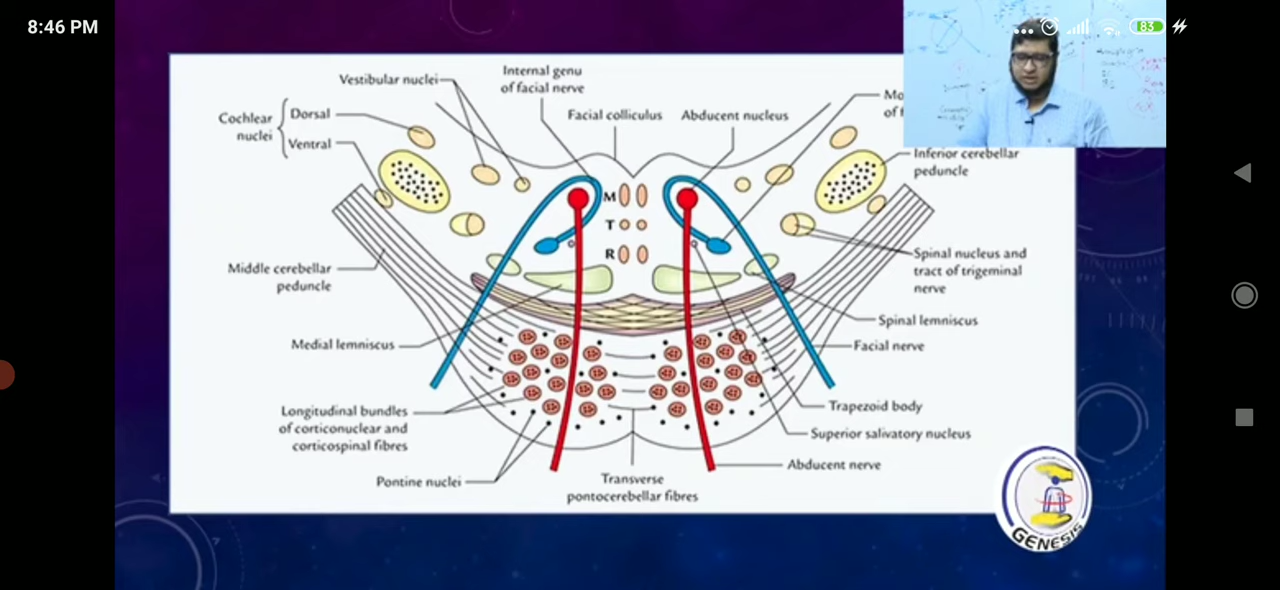 8:46 PM
83
Vestibular nuclei
Internal genu
of facial nerve
Cochlear
nuclei
Dorsal
Ventral
Facial colliculus
Abducent nucleus
Mo
of f
Inferior cerebellar
peduncle
M
T
R
Middle cerebellar
peduncle
Spinal nucleus and
tract of trigeminal
nerve
Spinal lemniscus
Medial lemniscus
Facial nerve
Longitudinal bundles
of corticonuclear and
corticospinal fibres
Trapezoid body
Superior salivatory nucleus
Pontine nuclei
Transverse
pontocerebellar fibres
Abducent nerve
GENESIS